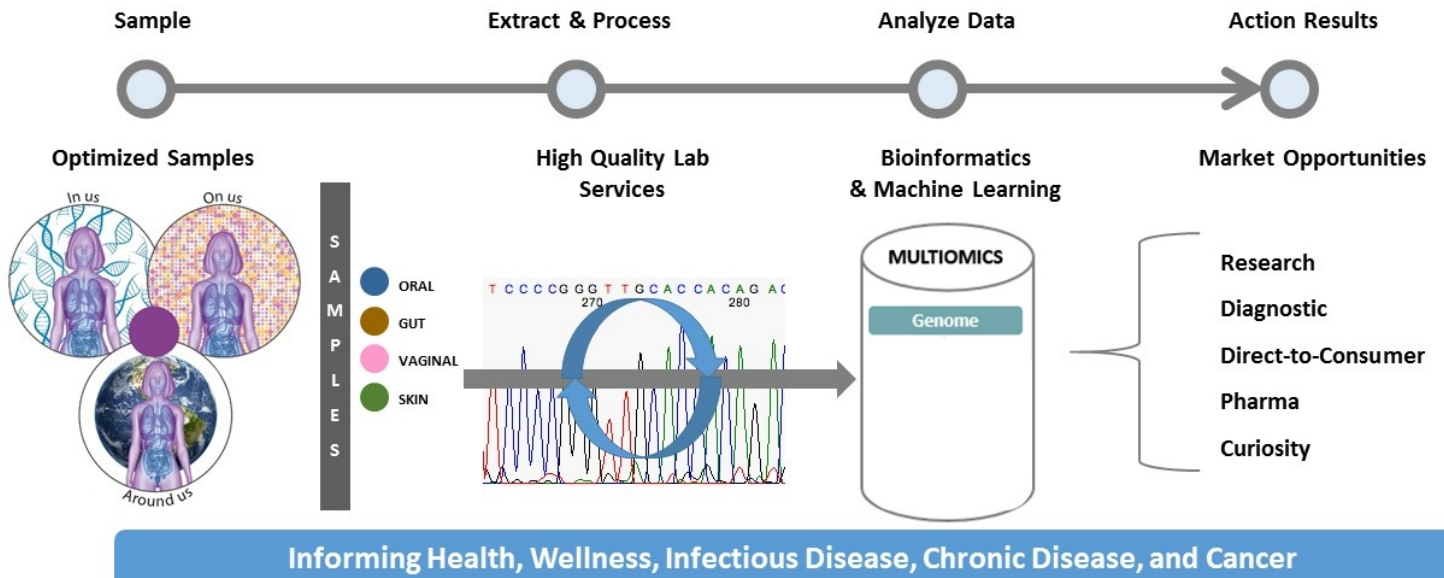 Sample
Extract & Process
Analyze Data
Action Results
Optimized Samples
High Quality Lab
Services
Bioinformatics
& Machine Learning
Market Opportunities
In us
On us
Around us
SAMPLES
ORAL
GUT
VAGINAL
SKIN
T C C C C G G G T T G C A C C A C A G A C
270 280
MULTIOMICS
Genome
Research
Diagnostic
Direct-to-Consumer
Pharma
Curiosity
Informing Health, Wellness, Infectious Disease, Chronic Disease, and Cancer